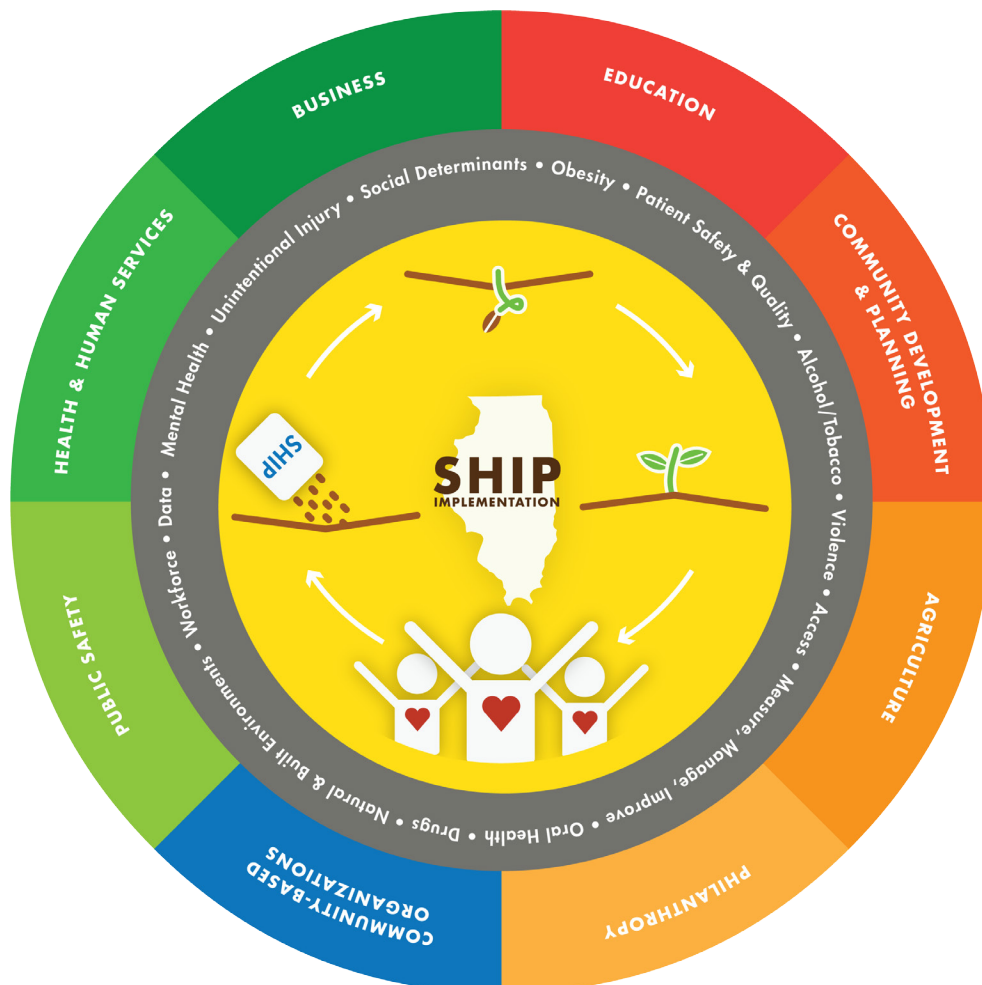 BUSINESS
EDUCATION
COMMUNITY DEVELOPMENT
& PLANNING
AGRICULTURE
PHILANTHROPY
COMMUNITY-BASED
ORGANIZATIONS
PUBLIC SAFETY
HEALTH & HUMAN SERVICES
Social Determinants • Obesity • Patient Safety & Quality • Alcohol/Tobacco • Violence • Access • Measure, Manage, Improve • Oral Health • Drugs • Natural & Built Environments • Workforce • Data • Mental Health • Unintentional Injury •
SHIP
SHIP
IMPLEMENTATION